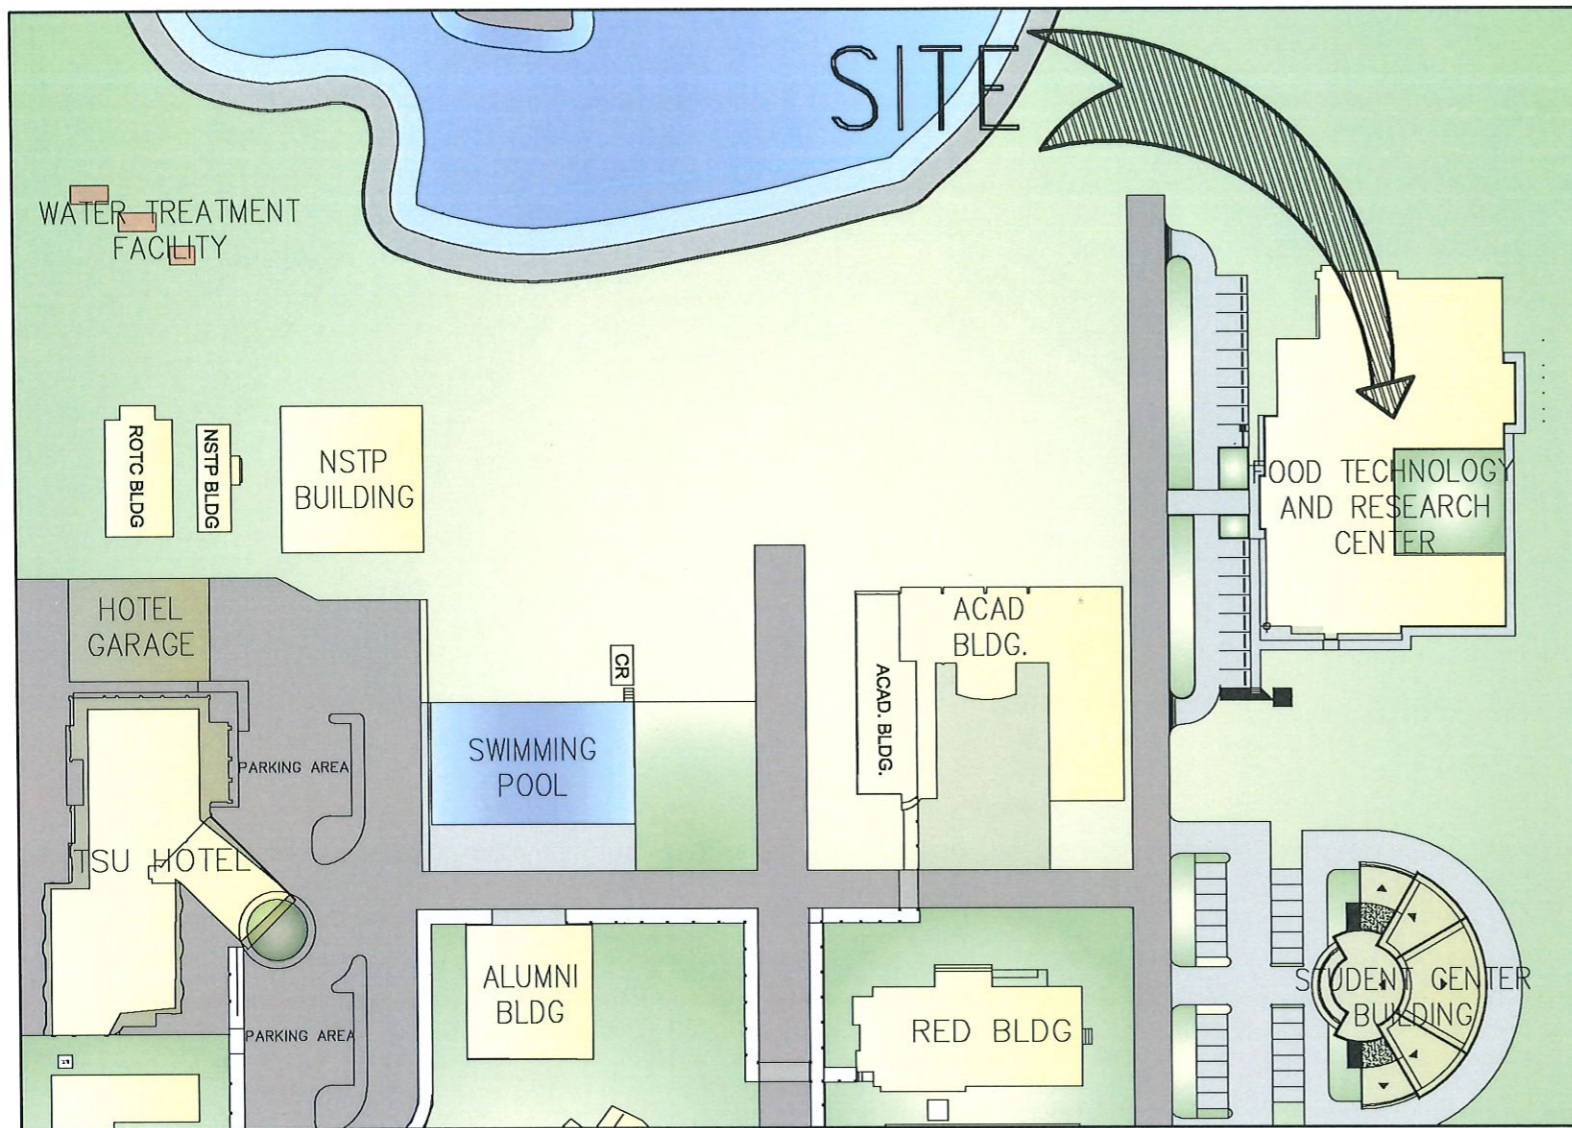 SITE
WATER TREATMENT
FACILITY
ROTC BLDG
NSTP BLDG
NSTP
BUILDING
FOOD TECHNOLOGY
AND RESEARCH
CENTER
HOTEL
GARAGE
ACAD
BLDG.
CR
ACAD. BLDG.
SWIMMING
POOL
PARKING AREA
TSU HOTEL
ALUMNI
BLDG
RED BLDG
STUDENT CENTER
BUILDING
PARKING AREA